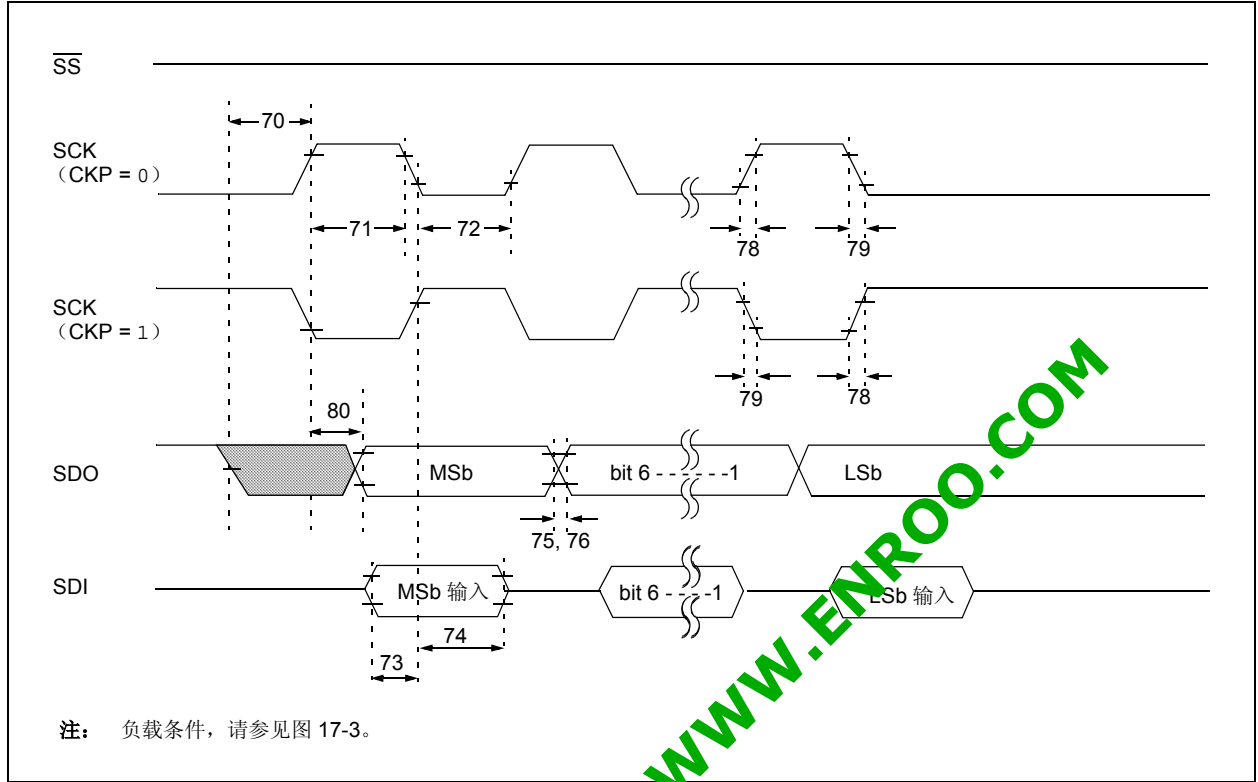 SS
70
SCK
（CKP = 0）
71
72
78
79
SCK
（CKP = 1）
79
78
80
SDO
MSb
bit 6 - - - - - - -1
LSb
75, 76
SDI
MSb 输入
bit 6 - - - - -1
LSb 输入
74
73
注： 负载条件，请参见图 17-3。
WWW.ENROO.COM